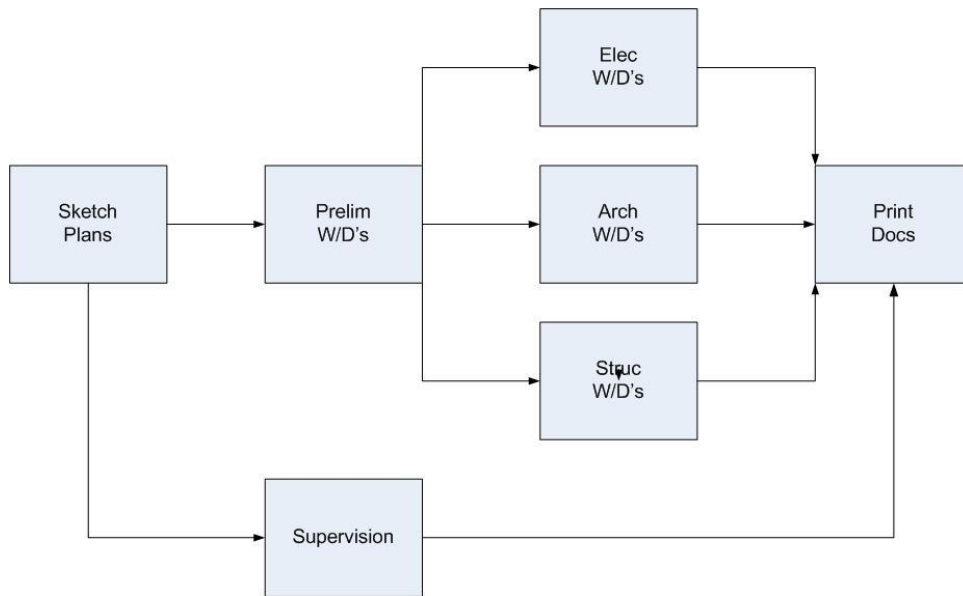 Elec
W/D's
Sketch
Plans
Prelim
W/D's
Arch
W/D's
Print
Docs
Struc
W/D's
Supervision